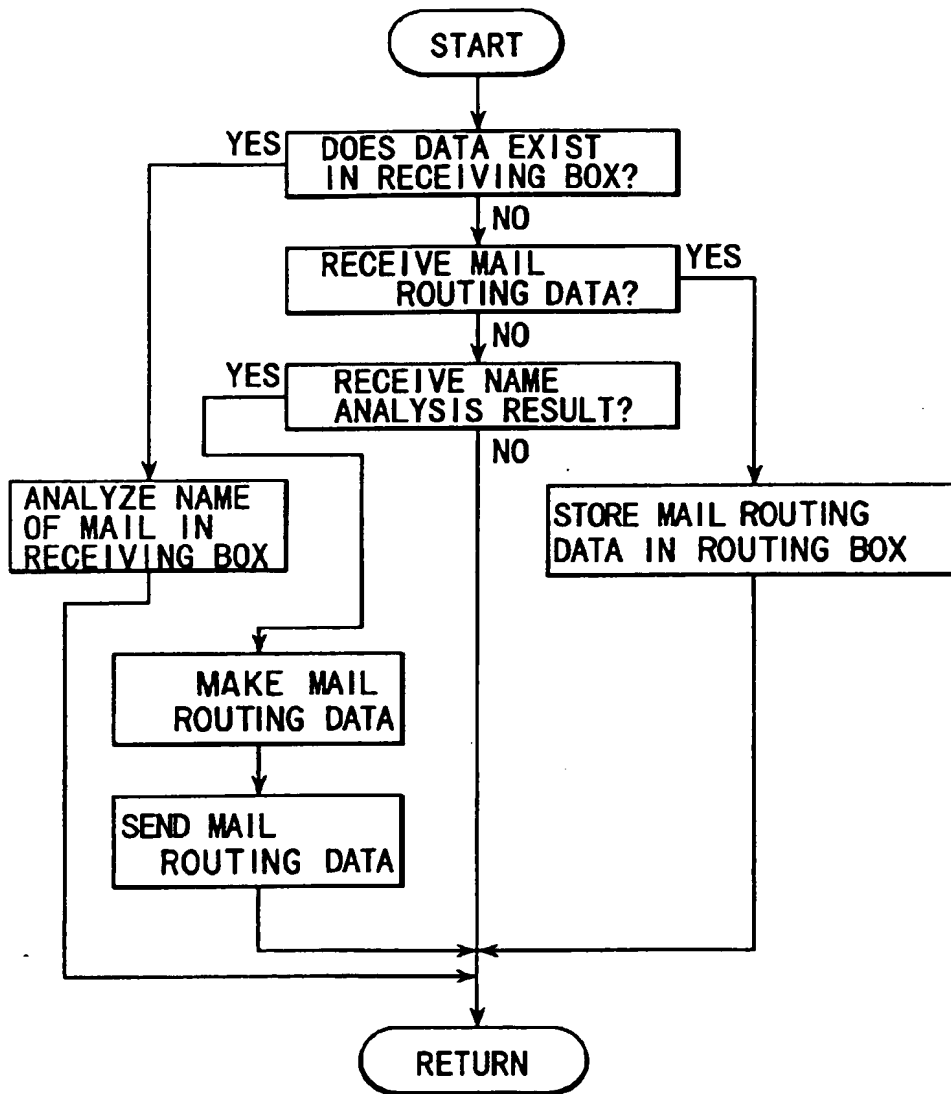 START
YES
DOES DATA EXIST
IN RECEIVING BOX?
NO
RECEIVE MAIL
ROUTING DATA?
YES
NO
YES
RECEIVE NAME
ANALYSIS RESULT?
NO
ANALYZE NAME
OF MAIL IN
RECEIVING BOX
STORE MAIL ROUTING
DATA IN ROUTING BOX
MAKE MAIL
ROUTING DATA
SEND MAIL
ROUTING DATA
RETURN